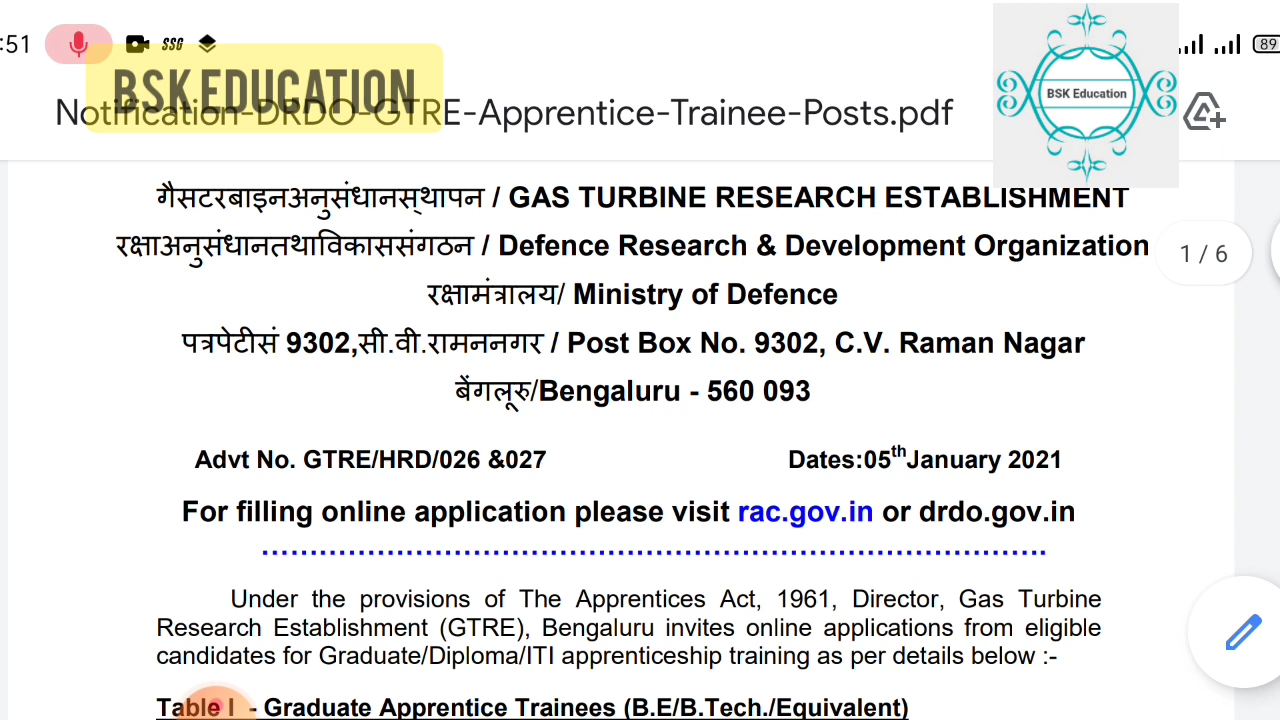 :51 SSG 89
BSK EDUCATION
BSK Education
Notification-DRDO-GTRE-Apprentice-Trainee-Posts.pdf
गैसटरबाइनअनुसंधानस्थापन / GAS TURBINE RESEARCH ESTABLISHMENT
रक्षाअनुसंधानतथाविकाससंगठन / Defence Research & Development Organization
1 / 6
रक्षामंत्रालय/ Ministry of Defence
पत्रपेटीसं 9302,सी.वी.रामननगर / Post Box No. 9302, C.V. Raman Nagar
बेंगलूरु/Bengaluru - 560 093
Advt No. GTRE/HRD/026 &027 Dates:05thJanuary 2021
For filling online application please visit rac.gov.in or drdo.gov.in
Under the provisions of The Apprentices Act, 1961, Director, Gas Turbine
Research Establishment (GTRE), Bengaluru invites online applications from eligible
candidates for Graduate/Diploma/ITI apprenticeship training as per details below :-
Table I - Graduate Apprentice Trainees (B.E/B.Tech./Equivalent)